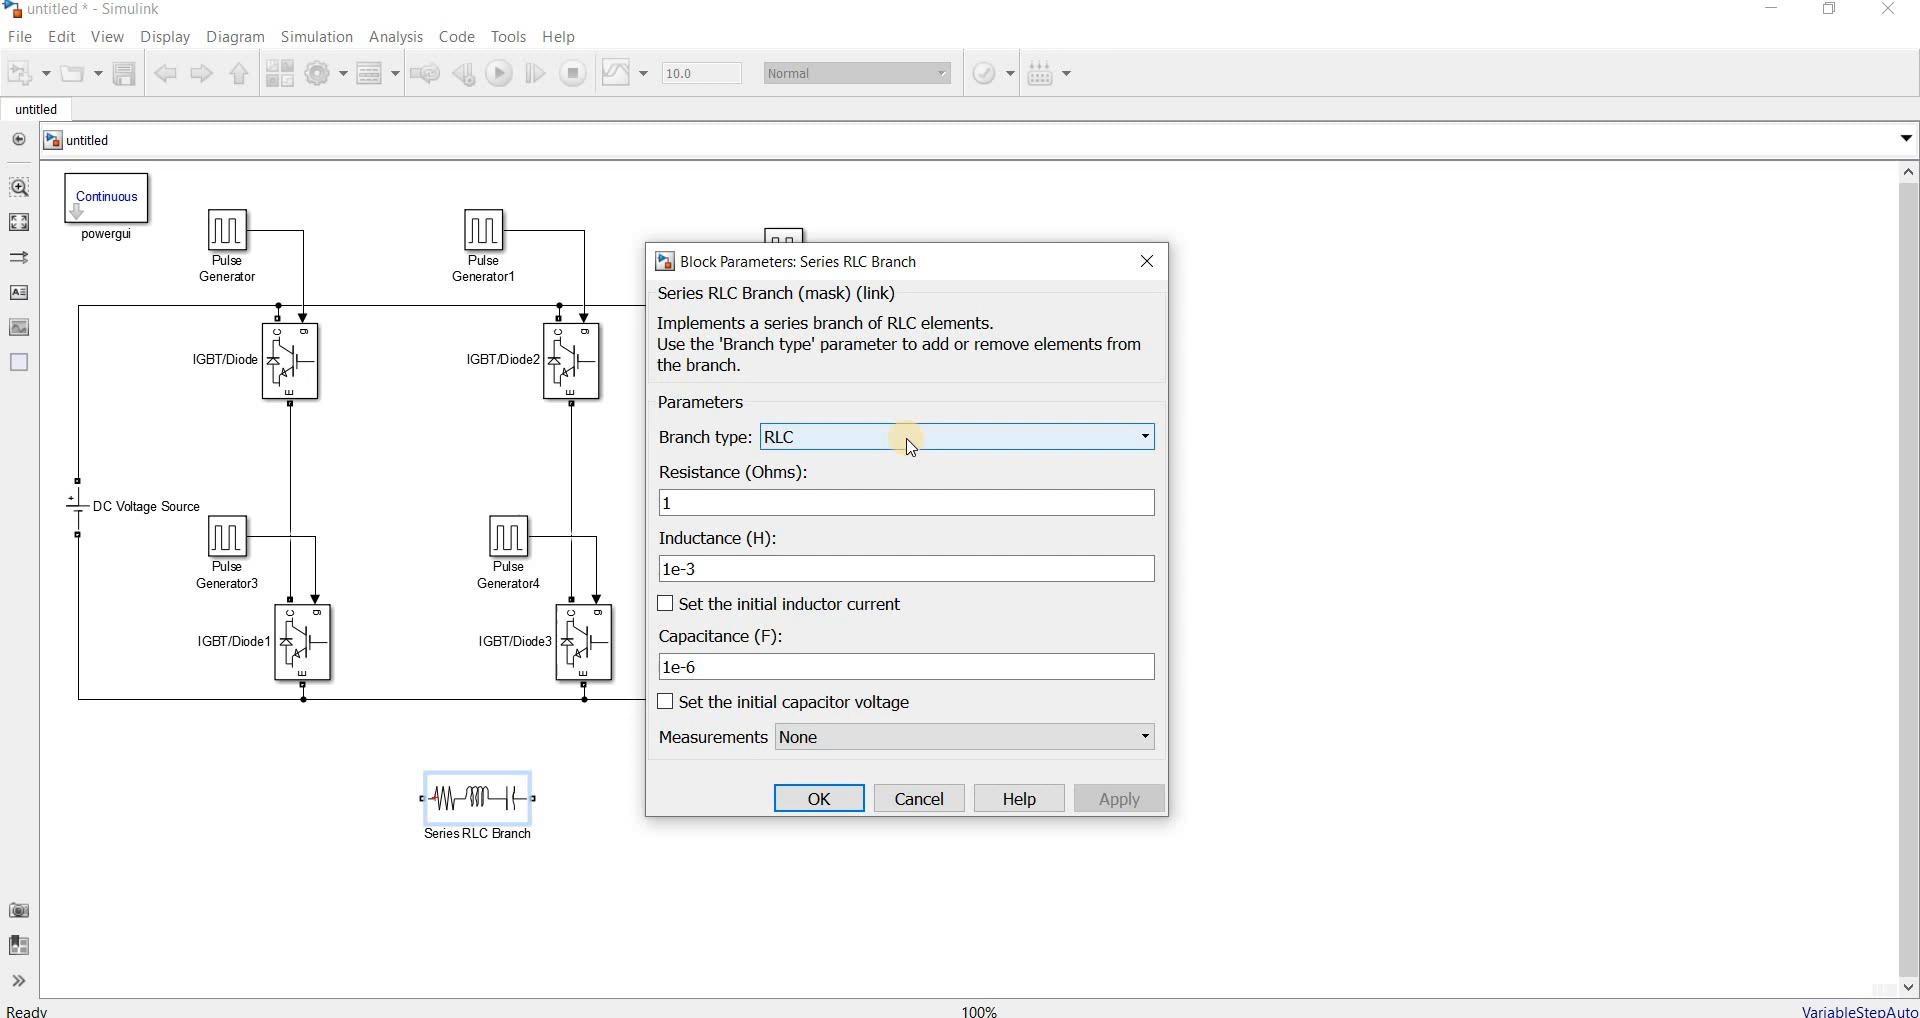 untitled * - Simulink
File Edit View Display Diagram Simulation Analysis Code Tools Help
10.0 Normal
untitled
untitled
Continuous
powergui
Pulse
Generator
Pulse
Generator1
C g
IGBT/Diode
E
C g
IGBT/Diode2
E
+
DC Voltage Source
Pulse
Generator3
Pulse
Generator4
C g
IGBT/Diode1
E
C g
IGBT/Diode3
E
+
Series RLC Branch
Block Parameters: Series RLC Branch
Series RLC Branch (mask) (link)
Implements a series branch of RLC elements.
Use the 'Branch type' parameter to add or remove elements from
the branch.
Parameters
Branch type: RLC
Resistance (Ohms):
1
Inductance (H):
1e-3
Set the initial inductor current
Capacitance (F):
1e-6
Set the initial capacitor voltage
Measurements None
OK Cancel Help Apply
Ready 100% VariableStepAuto